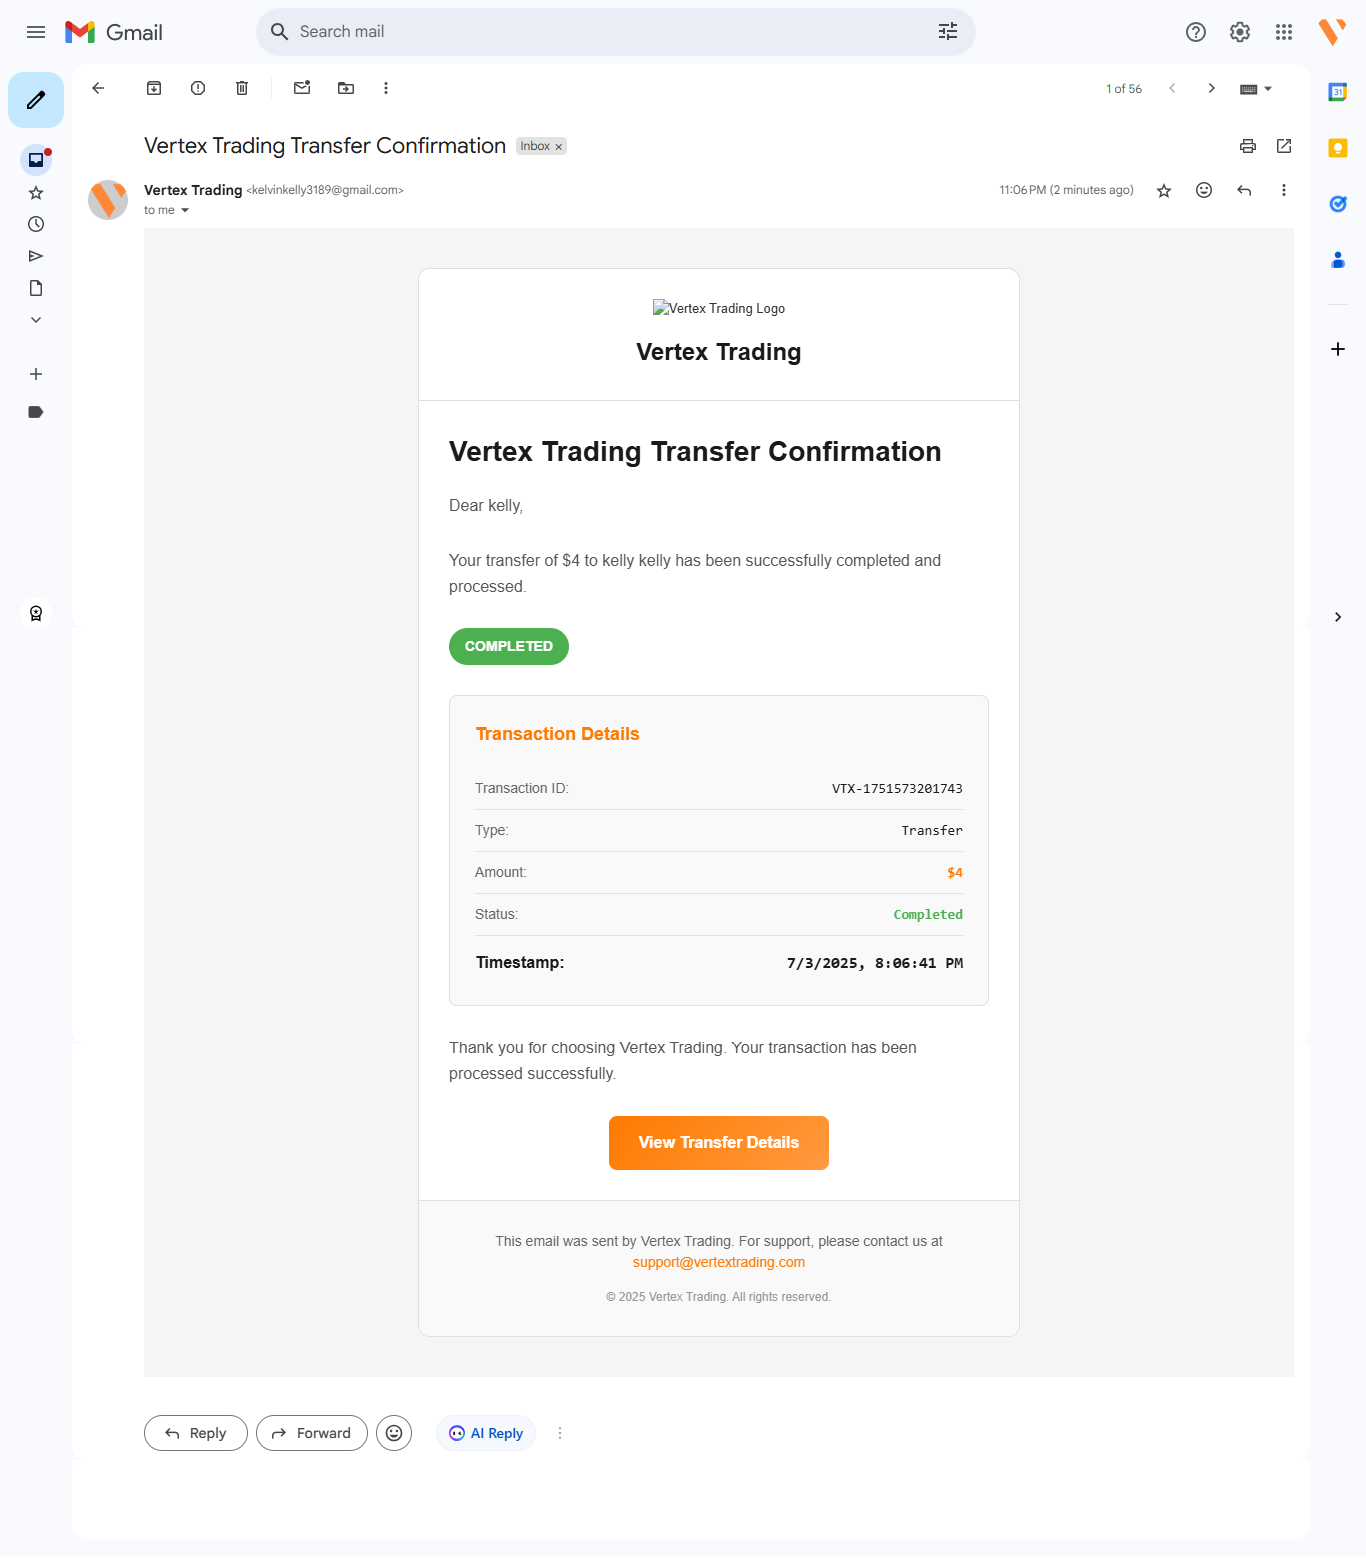 Gmail
Search mail
1 of 56
Vertex Trading Transfer Confirmation
Inbox ×
Vertex Trading <kelvinkelly3189@gmail.com>
11:06 PM (2 minutes ago)
to me
Vertex Trading Logo
Vertex Trading
Vertex Trading Transfer Confirmation
Dear kelly,
Your transfer of $4 to kelly kelly has been successfully completed and
processed.
COMPLETED
Transaction Details
Transaction ID: VTX-1751573201743
Type: Transfer
Amount: $4
Status: Completed
Timestamp: 7/3/2025, 8:06:41 PM
Thank you for choosing Vertex Trading. Your transaction has been
processed successfully.
View Transfer Details
This email was sent by Vertex Trading. For support, please contact us at
support@vertextrading.com
© 2025 Vertex Trading. All rights reserved.
Reply
Forward
AI Reply
31